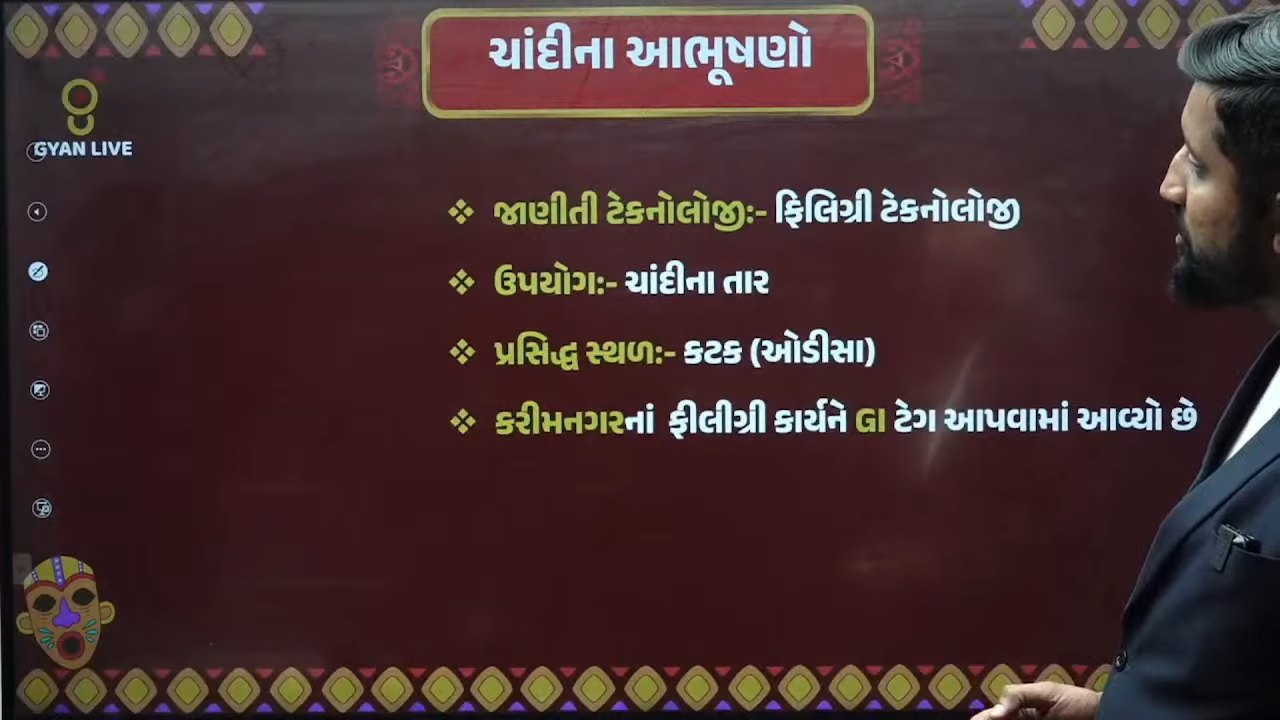 ચાંદીના આભૂષણો
GYAN LIVE
❖ જાણીતી ટેકનોલોજી:- ફિલિગ્રી ટેકનોલોજી
❖ ઉપયોગ:- ચાંદીના તાર
❖ પ્રસિદ્ધ સ્થળ:- કટક (ઓડીસા)
❖ કરીમનગરનાં ફીલીગ્રી કાર્યને GI ટેગ આપવામાં આવ્યો છે